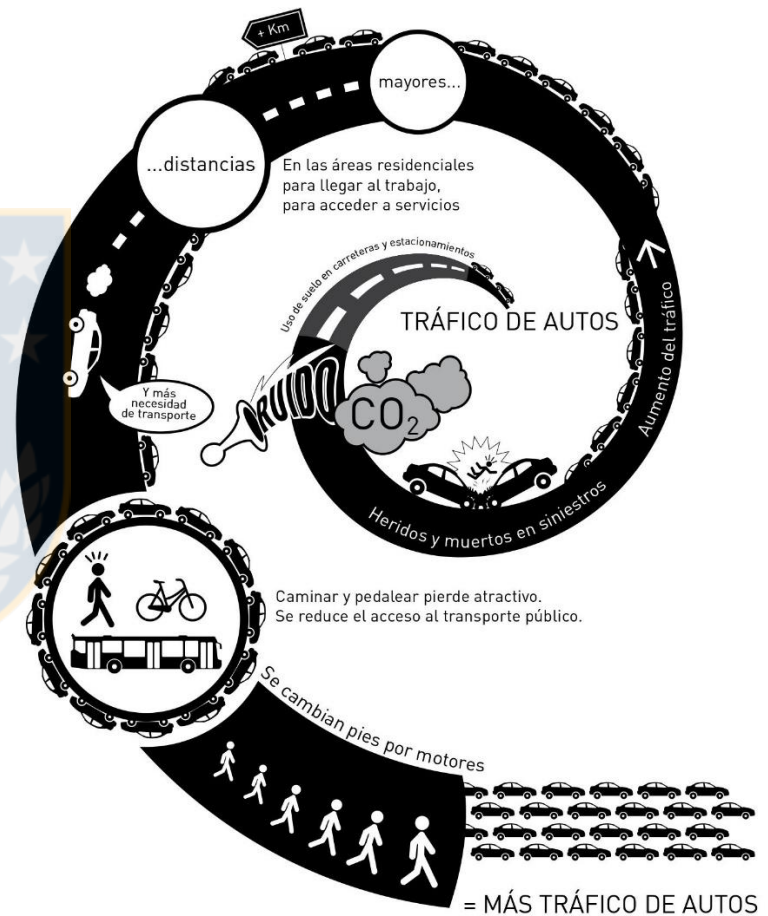 + Km
mayores...
...distancias
En las áreas residenciales
para llegar al trabajo,
para acceder a servicios
Uso de suelo en carreteras y estacionamientos
TRÁFICO DE AUTOS
Aumento del tráfico
Y más
necesidad
de transporte
RUIDO
CO₂
Heridos y muertos en siniestros
Caminar y pedalear pierde atractivo.
Se reduce el acceso al transporte público.
Se cambian pies por motores
= MÁS TRÁFICO DE AUTOS